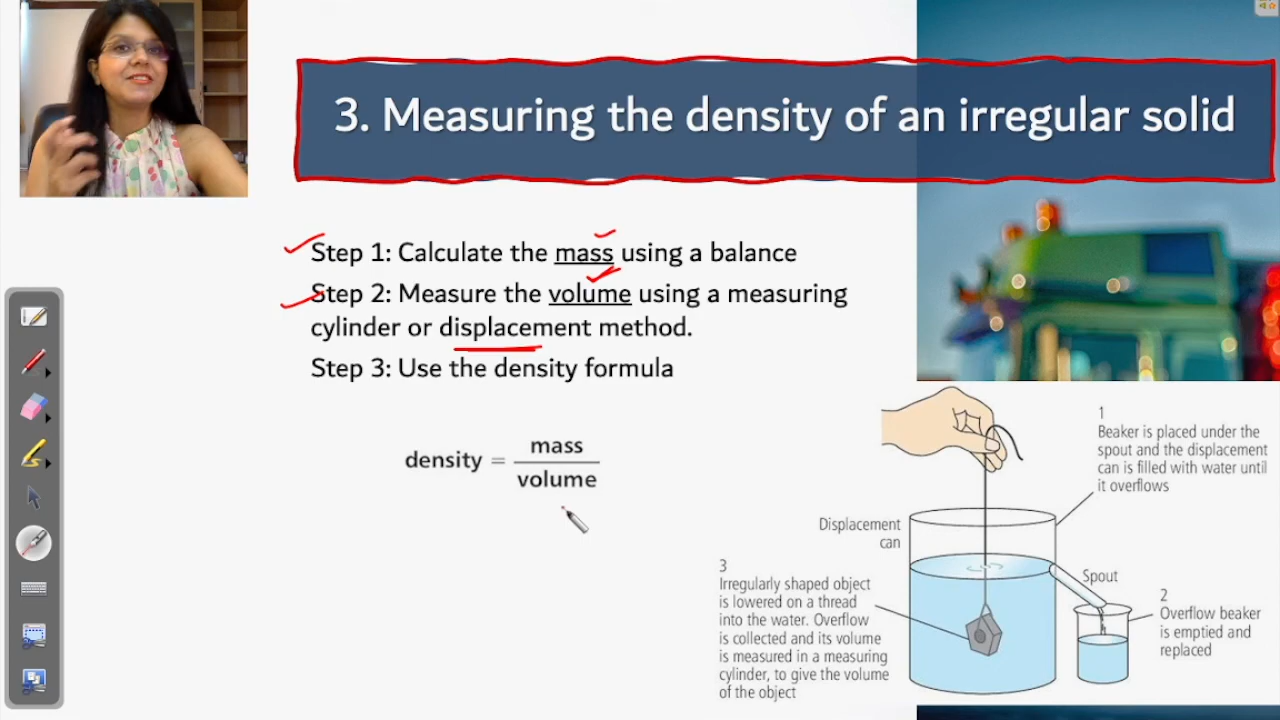 3. Measuring the density of an irregular solid
Step 1: Calculate the mass using a balance
Step 2: Measure the volume using a measuring
cylinder or displacement method.
Step 3: Use the density formula
density = mass
volume
1
Beaker is placed under the
spout and the displacement
can is filled with water until
it overflows
Displacement
can
Spout
2
Overflow beaker
is emptied and
replaced
3
Irregularly shaped object
is lowered on a thread
into the water. Overflow
is collected and its volume
is measured in a measuring
cylinder, to give the volume
of the object